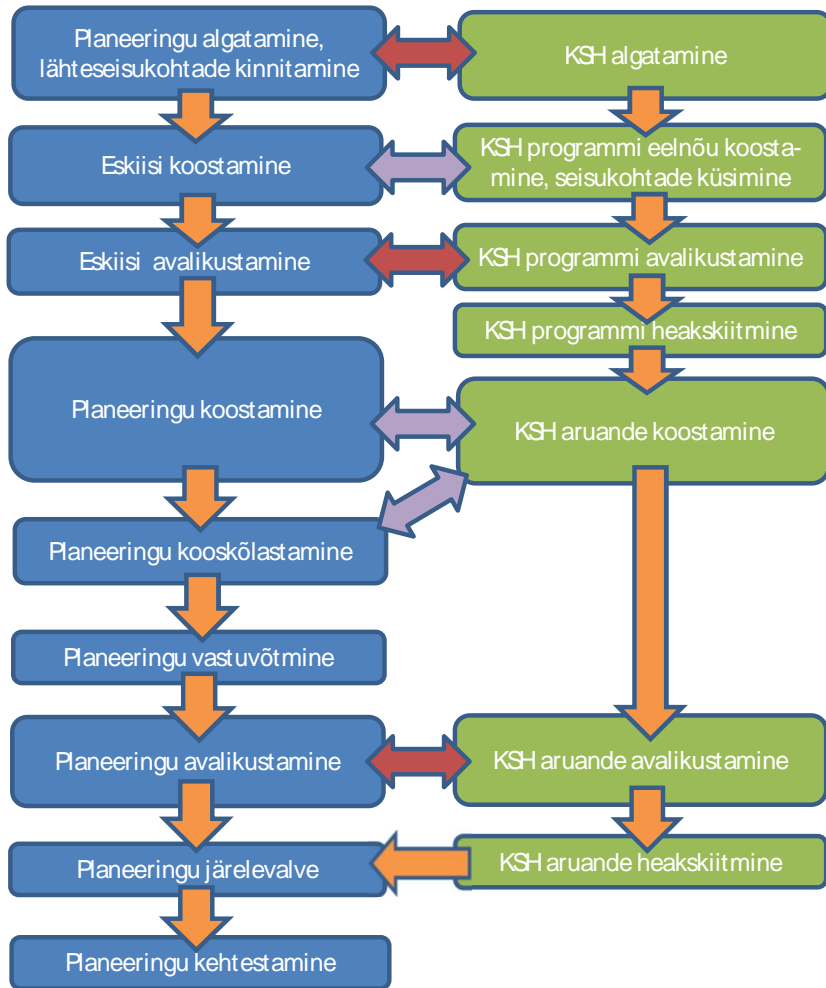 Planeeringu algatamine,
lähteseisukohtade kinnitamine
KSH algatamine
Eskiisi koostamine
KSH programmi eelnõu koosta-
mine, seisukohtade küsimine
Eskiisi avalikustamine
KSH programmi avalikustamine
KSH programmi heakskiitmine
Planeeringu koostamine
KSH aruande koostamine
Planeeringu kooskõlastamine
Planeeringu vastuvõtmine
Planeeringu avalikustamine
KSH aruande avalikustamine
Planeeringu järelevalve
KSH aruande heakskiitmine
Planeeringu kehtestamine